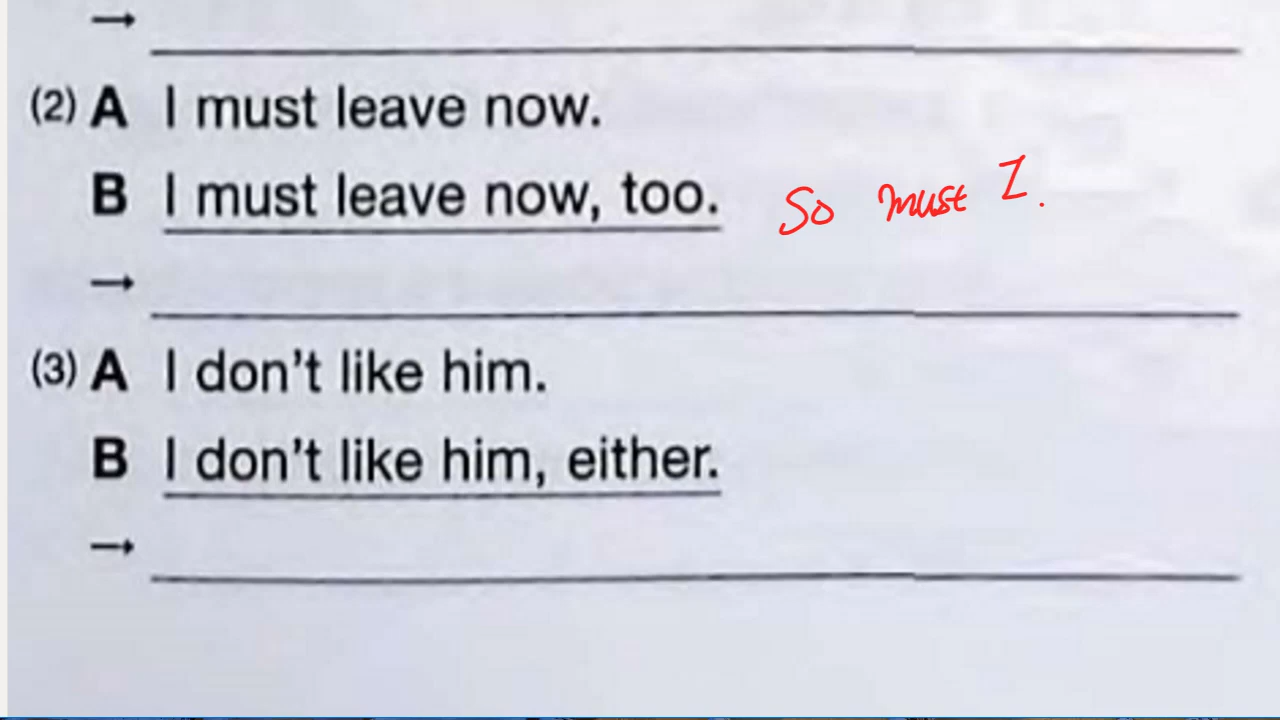 →
(2) A I must leave now.
B I must leave now, too. So must I.
→
(3) A I don't like him.
B I don't like him, either.
→